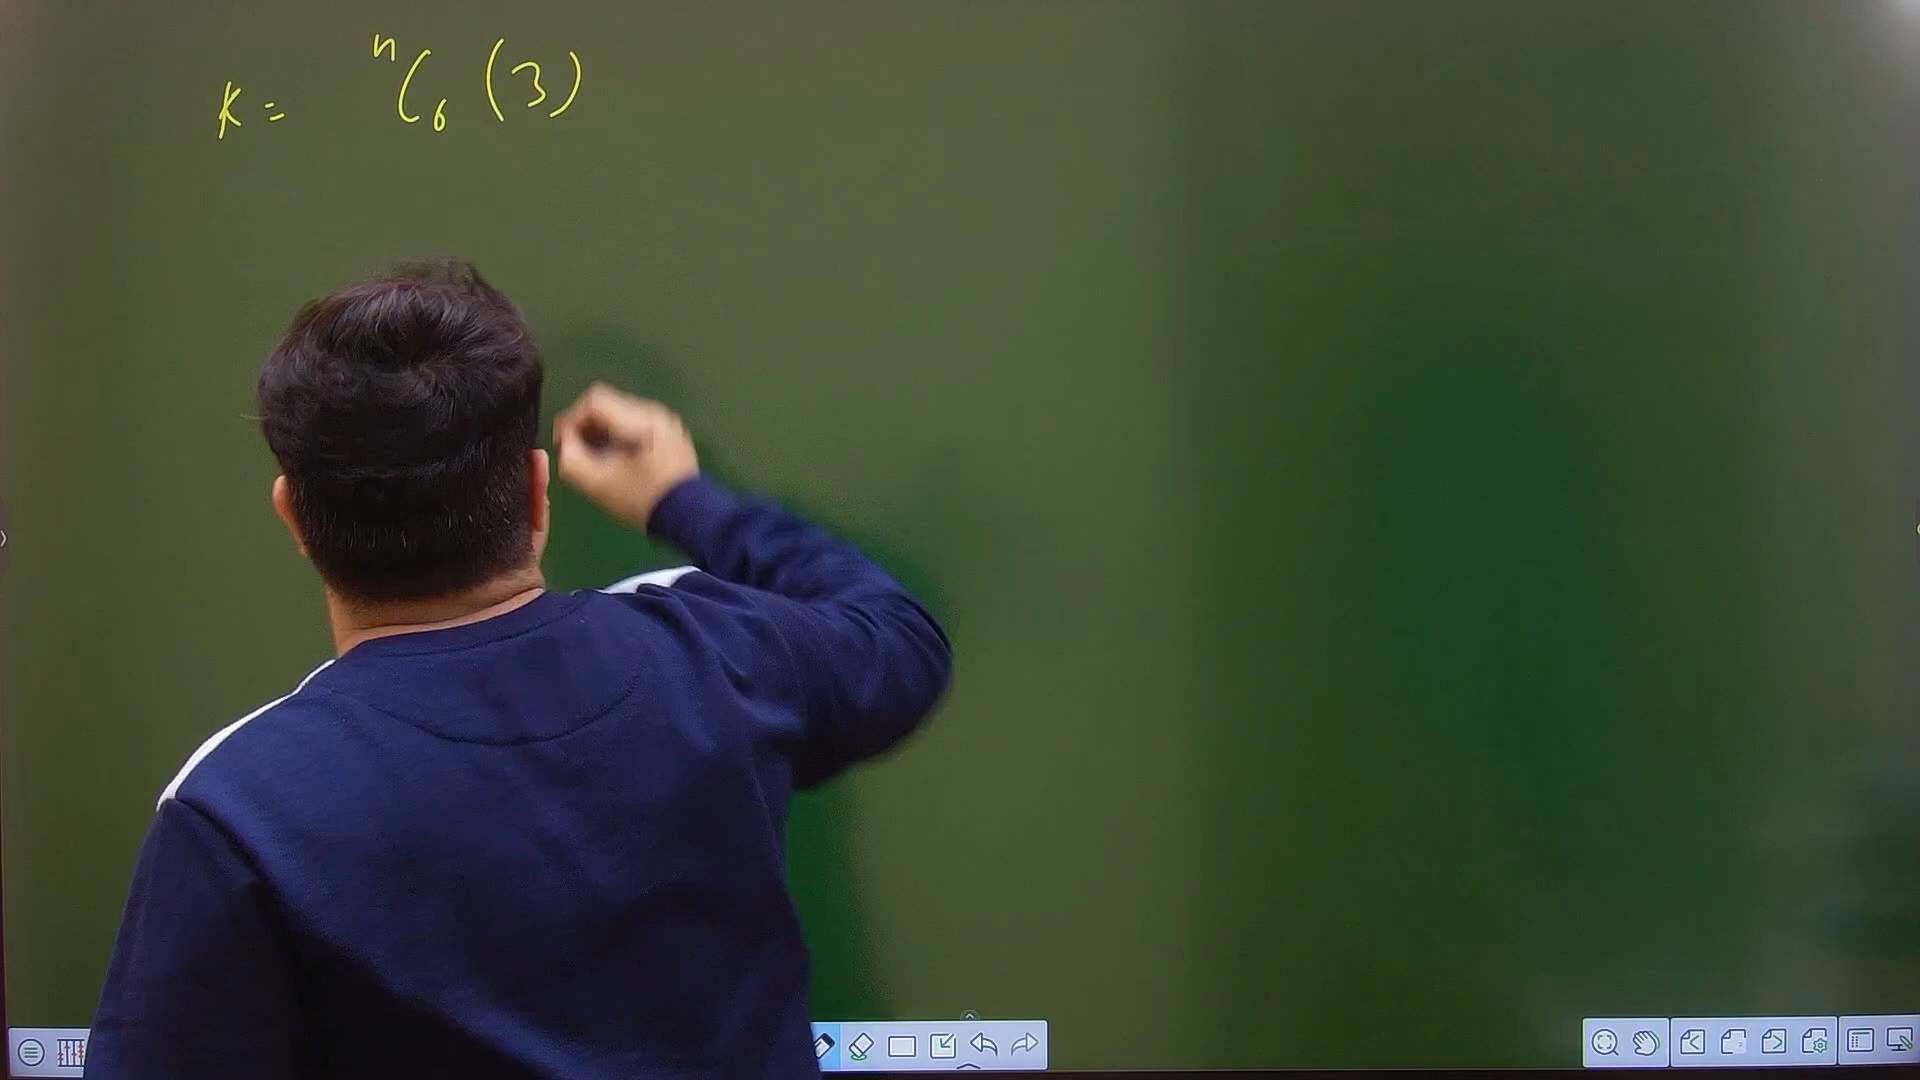 K = ⁿC₆ (3)